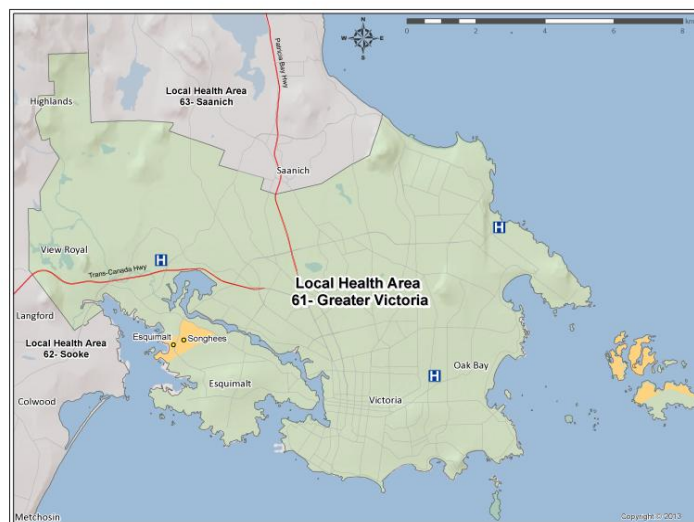 N
W E
S
0 2 4 6 8
km
Patricia Bay Hwy
Highlands
Local Health Area
63- Saanich
Saanich
H
View Royal
H
Trans-Canada Hwy
Local Health Area
61- Greater Victoria
Langford
Local Health Area
62- Sooke
Esquimalt
Songhees
Oak Bay
H
Esquimalt
Victoria
Colwood
Metchosin
Copyright © 2013